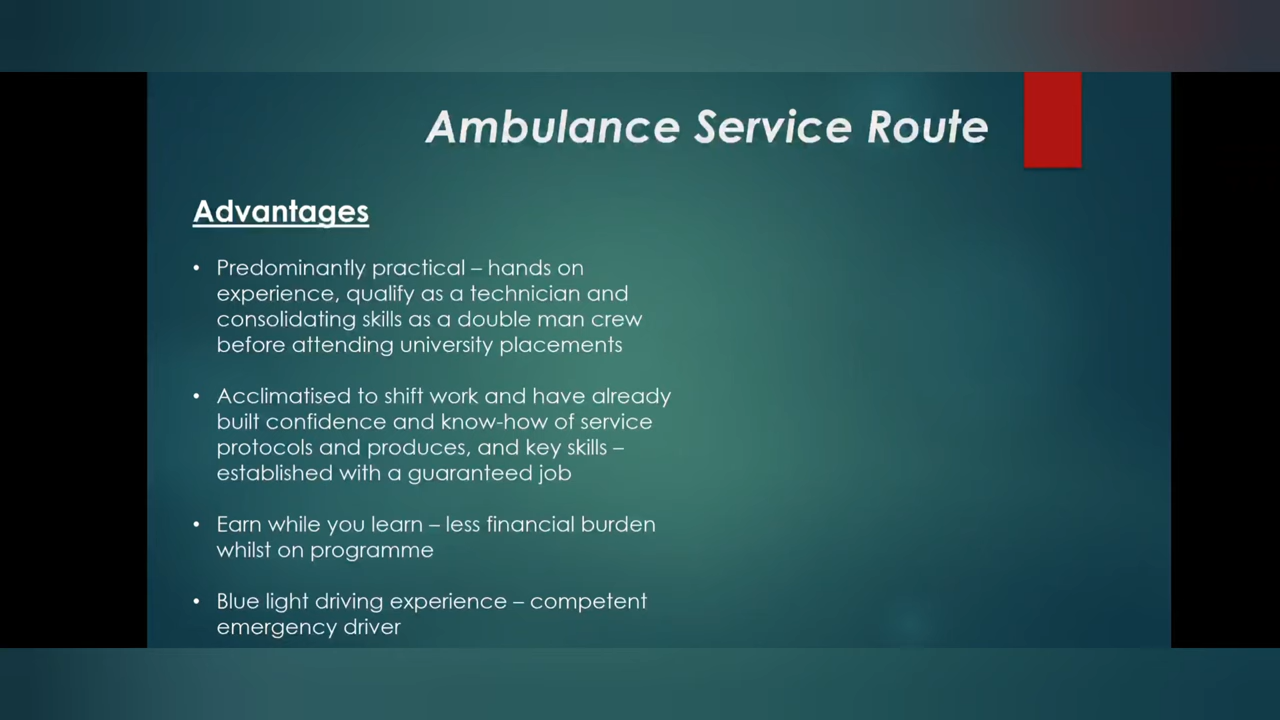 Ambulance Service Route
Advantages
• Predominantly practical – hands on
experience, qualify as a technician and
consolidating skills as a double man crew
before attending university placements
• Acclimatised to shift work and have already
built confidence and know-how of service
protocols and produces, and key skills –
established with a guaranteed job
• Earn while you learn – less financial burden
whilst on programme
• Blue light driving experience – competent
emergency driver